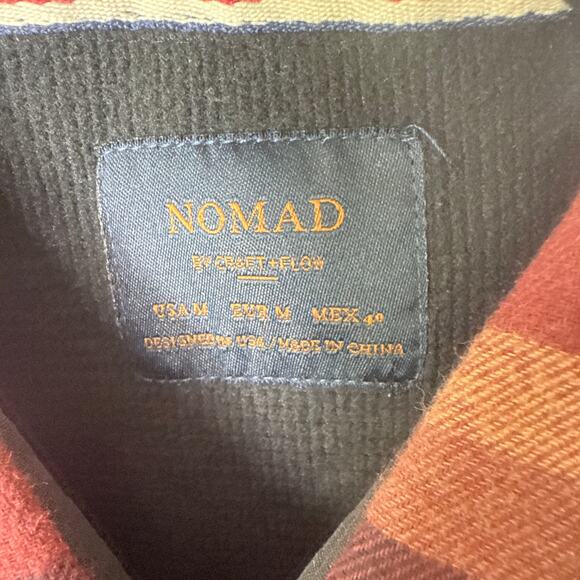 NOMAD
BY CRAFT + FLOW
USA M EUR M MEX 40
DESIGNED IN USA / MADE IN CHINA